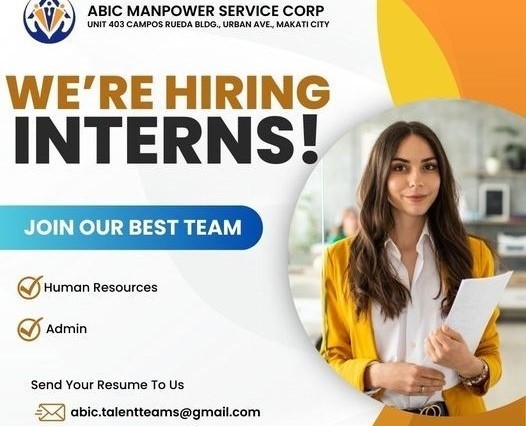 ABIC MANPOWER SERVICE CORP
UNIT 403 CAMPOS RUEDA BLDG., URBAN AVE., MAKATI CITY
WE'RE HIRING
INTERNS!
JOIN OUR BEST TEAM
Human Resources
Admin
Send Your Resume To Us
abic.talentteams@gmail.com